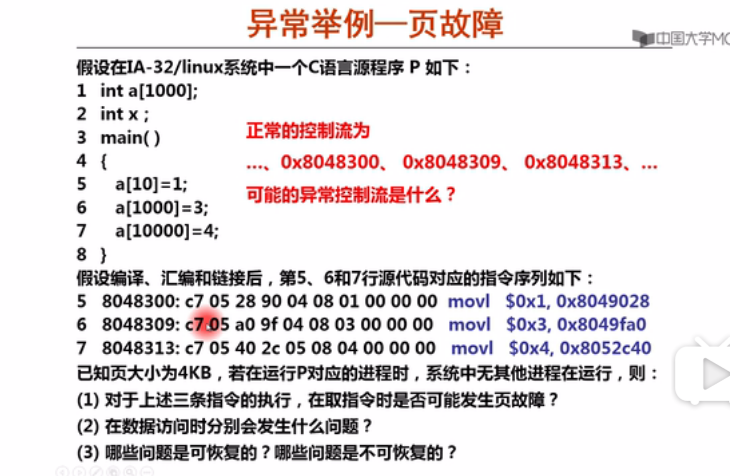 异常举例—页故障
中国大学MO
假设在IA-32/linux系统中一个C语言源程序 P 如下：
1 int a[1000];
2 int x；
3 main( )
4 {
5 a[10]=1;
6 a[1000]=3;
7 a[10000]=4;
8 }
正常的控制流为
…、0x8048300、 0x8048309、 0x8048313、…
可能的异常控制流是什么？
假设编译、汇编和链接后，第5、6和7行源代码对应的指令序列如下：
5 8048300: c7 05 28 90 04 08 01 00 00 00 movl $0x1, 0x8049028
6 8048309: c7 05 a0 9f 04 08 03 00 00 00 movl $0x3, 0x8049fa0
7 8048313: c7 05 40 2c 05 08 04 00 00 00 movl $0x4, 0x8052c40
已知页大小为4KB，若在运行P对应的进程时，系统中无其他进程在运行，则：
(1) 对于上述三条指令的执行，在取指令时是否可能发生页故障？
(2) 在数据访问时分别会发生什么问题？
(3) 哪些问题是可恢复的？哪些问题是不可恢复的？